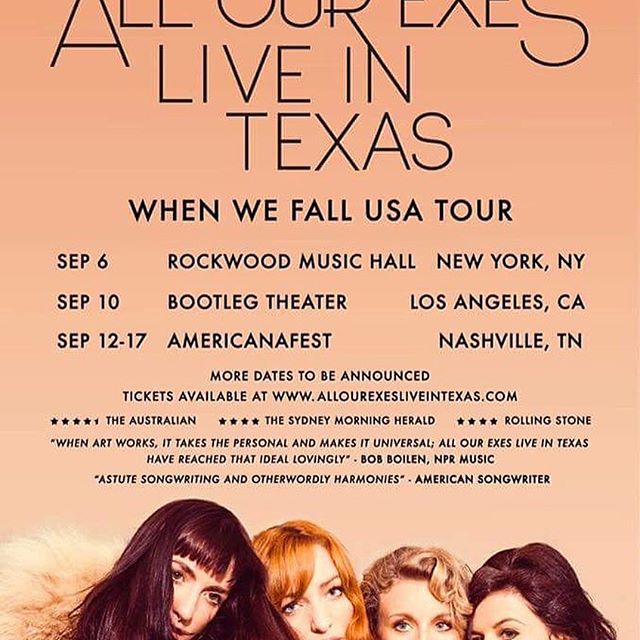 ALL OUR EXES
LIVE IN
TEXAS
WHEN WE FALL USA TOUR
SEP 6 ROCKWOOD MUSIC HALL NEW YORK, NY
SEP 10 BOOTLEG THEATER LOS ANGELES, CA
SEP 12-17 AMERICANAFEST NASHVILLE, TN
MORE DATES TO BE ANNOUNCED
TICKETS AVAILABLE AT WWW.ALLOUREXESLIVEINTEXAS.COM
THE AUSTRALIAN ★★★★ THE SYDNEY MORNING HERALD ★★★★ ROLLING STONE
"WHEN ART WORKS, IT TAKES THE PERSONAL AND MAKES IT UNIVERSAL; ALL OUR EXES LIVE IN TEXAS
HAVE REACHED THAT IDEAL LOVINGLY" - BOB BOILEN, NPR MUSIC
"ASTUTE SONGWRITING AND OTHERWORDLY HARMONIES" - AMERICAN SONGWRITER